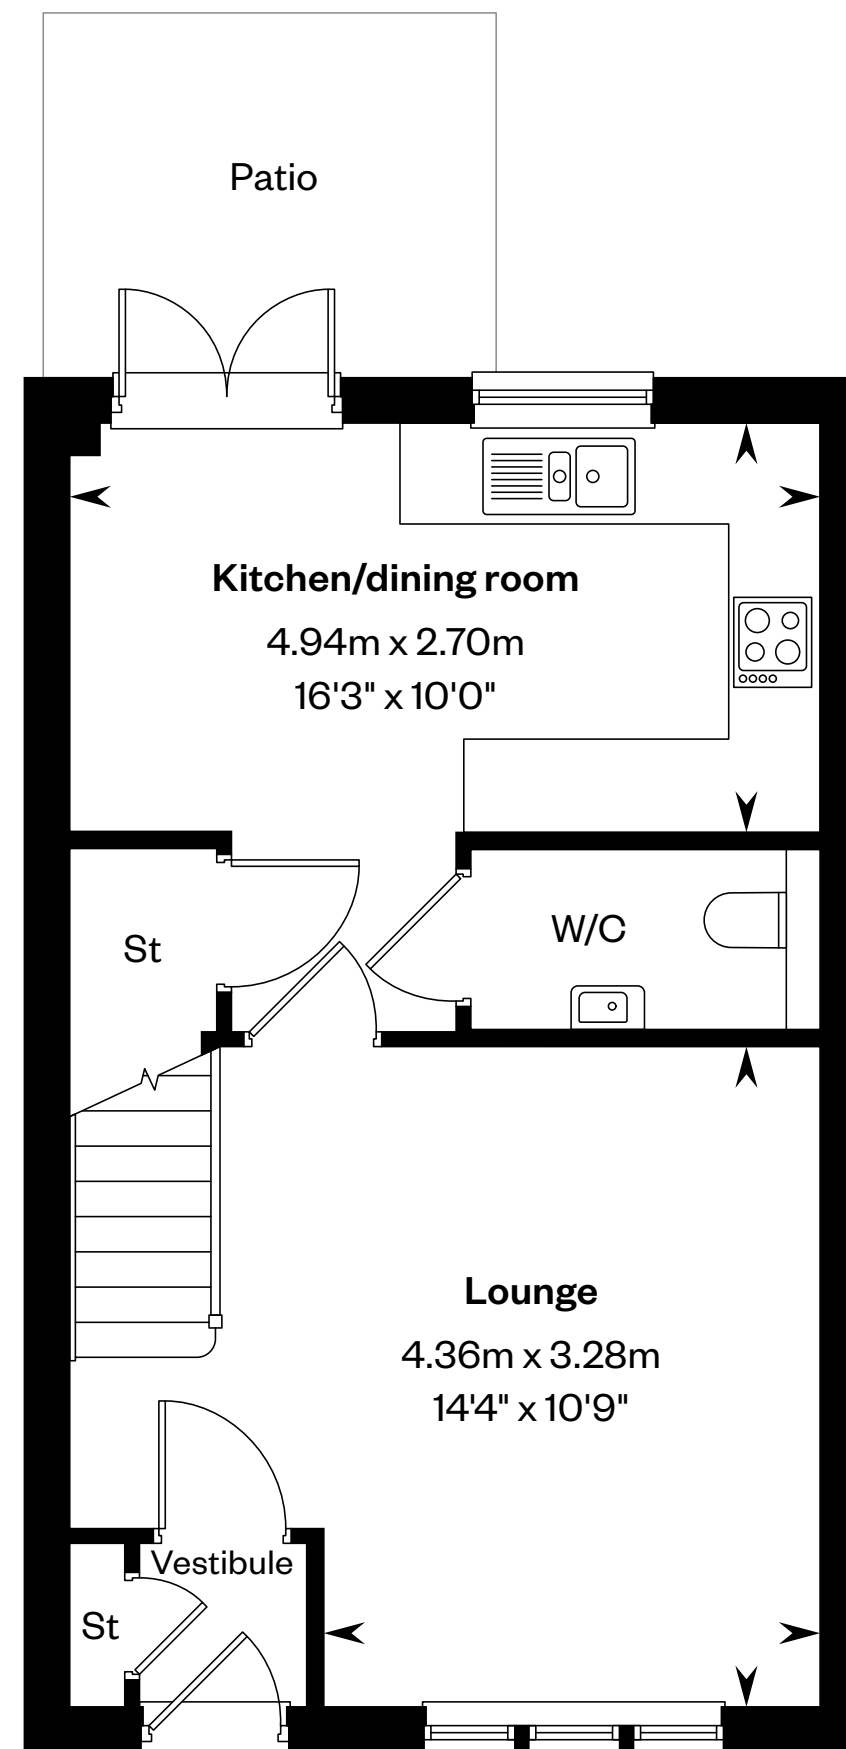 Patio
Kitchen/dining room
4.94m x 2.70m
16'3" x 10'0"
St
W/C
Lounge
4.36m x 3.28m
14'4" x 10'9"
Vestibule
St